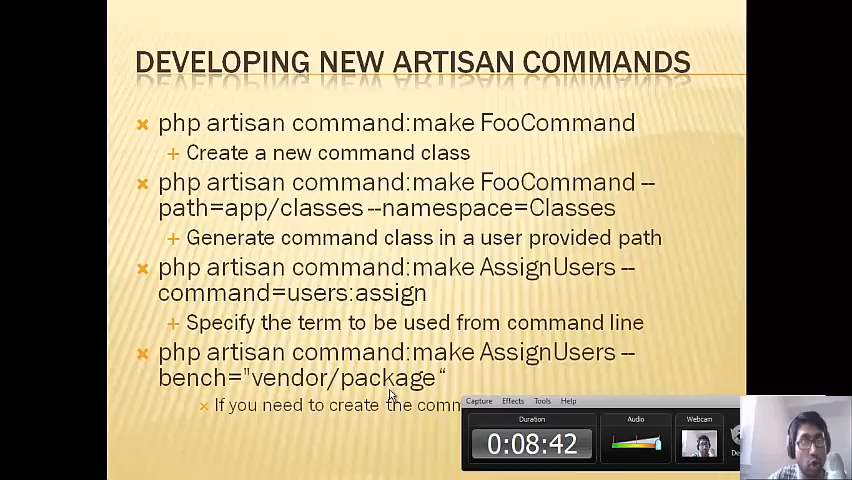 DEVELOPING NEW ARTISAN COMMANDS
php artisan command:make FooCommand
Create a new command class
php artisan command:make FooCommand –
path=app/classes --namespace=Classes
Generate command class in a user provided path
php artisan command:make AssignUsers –
command=users:assign
Specify the term to be used from command line
php artisan command:make AssignUsers –
bench="vendor/package“
If you need to create the
Capture Effects Tools Help
Duration Audio Webcam
0:08:42